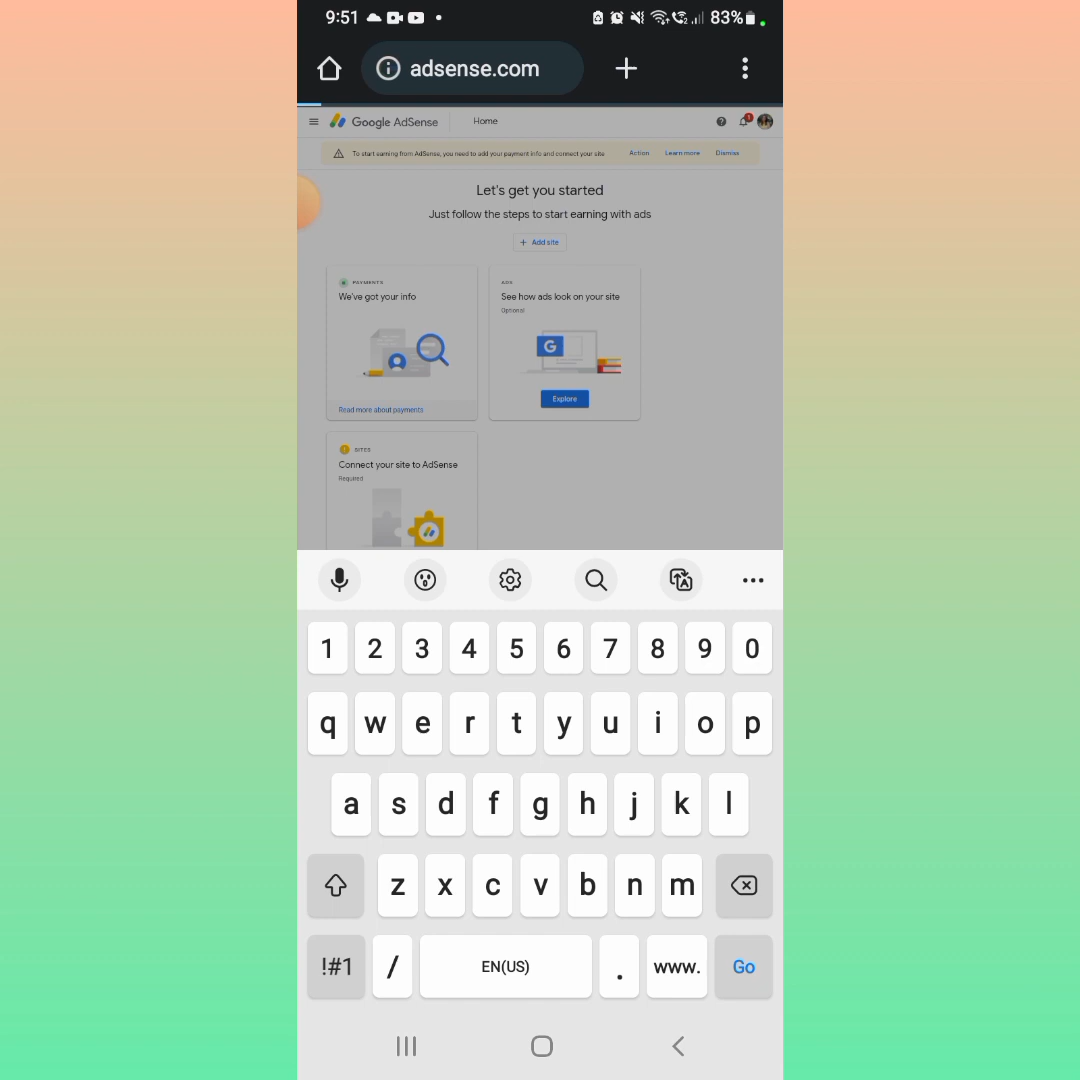 9:51
83%
adsense.com
Google AdSense
Home
1
To start earning from AdSense, you need to add your payment info and connect your site.
Action
Learn more
Dismiss
Let's get you started
Just follow the steps to start earning with ads
+ Add site
PAYMENTS
We've got your info
Read more about payments
ADS
See how ads look on your site
Optional
G
Explore
SITES
Connect your site to AdSense
Required
1 2 3 4 5 6 7 8 9 0
q w e r t y u i o p
a s d f g h j k l
z x c v b n m
!#1 / EN(US) . www. Go